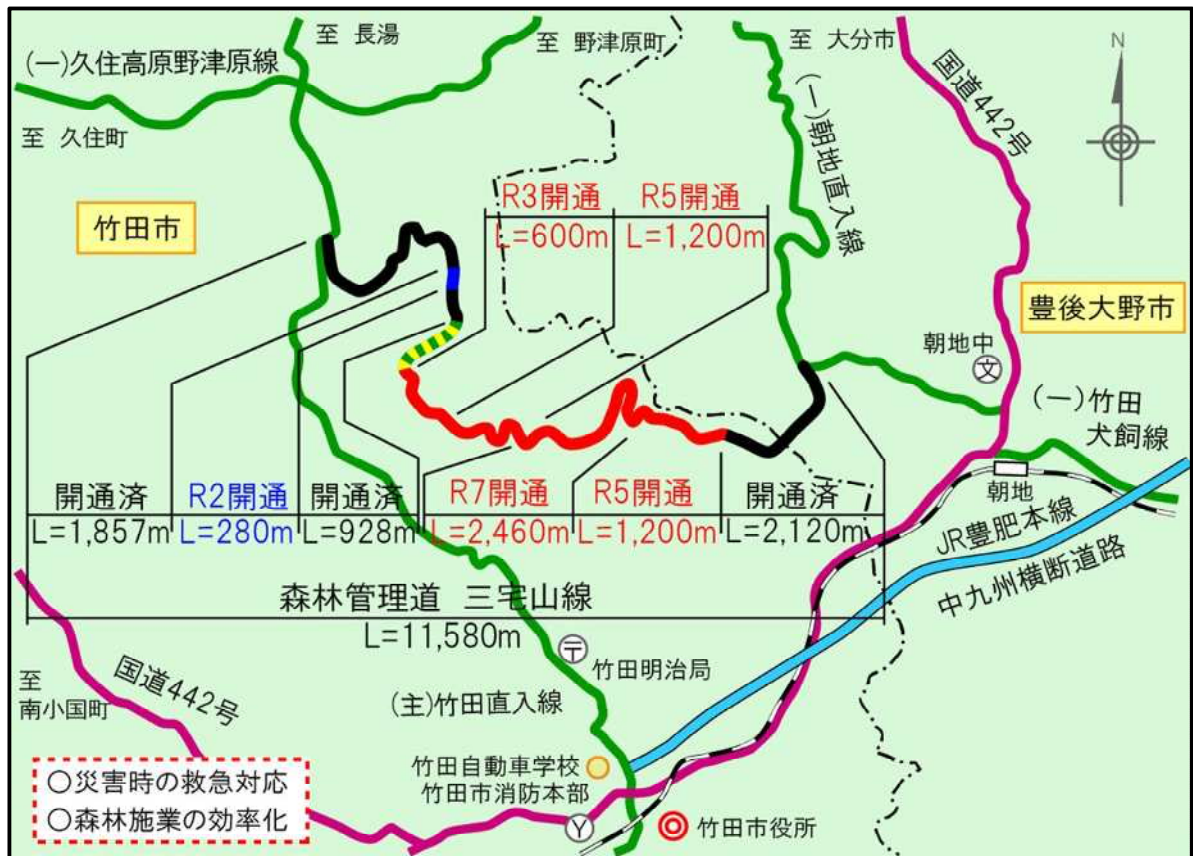 至 長湯
至 野津原町
至 大分市
(一)久住高原野津原線
至 久住町
国道442号
(一)朝地直入線
N
竹田市
R3開通
L=600m
R5開通
L=1,200m
豊後大野市
朝地中
文
(一)竹田
犬飼線
朝地
開通済
L=1,857m
R2開通
L=280m
開通済
L=928m
R7開通
L=2,460m
R5開通
L=1,200m
開通済
L=2,120m
JR豊肥本線
中九州横断道路
森林管理道 三宅山線
L=11,580m
〒
竹田明治局
国道442号
至
南小国町
(主)竹田直入線
竹田自動車学校
竹田市消防本部
Y
竹田市役所
○災害時の救急対応
○森林施業の効率化